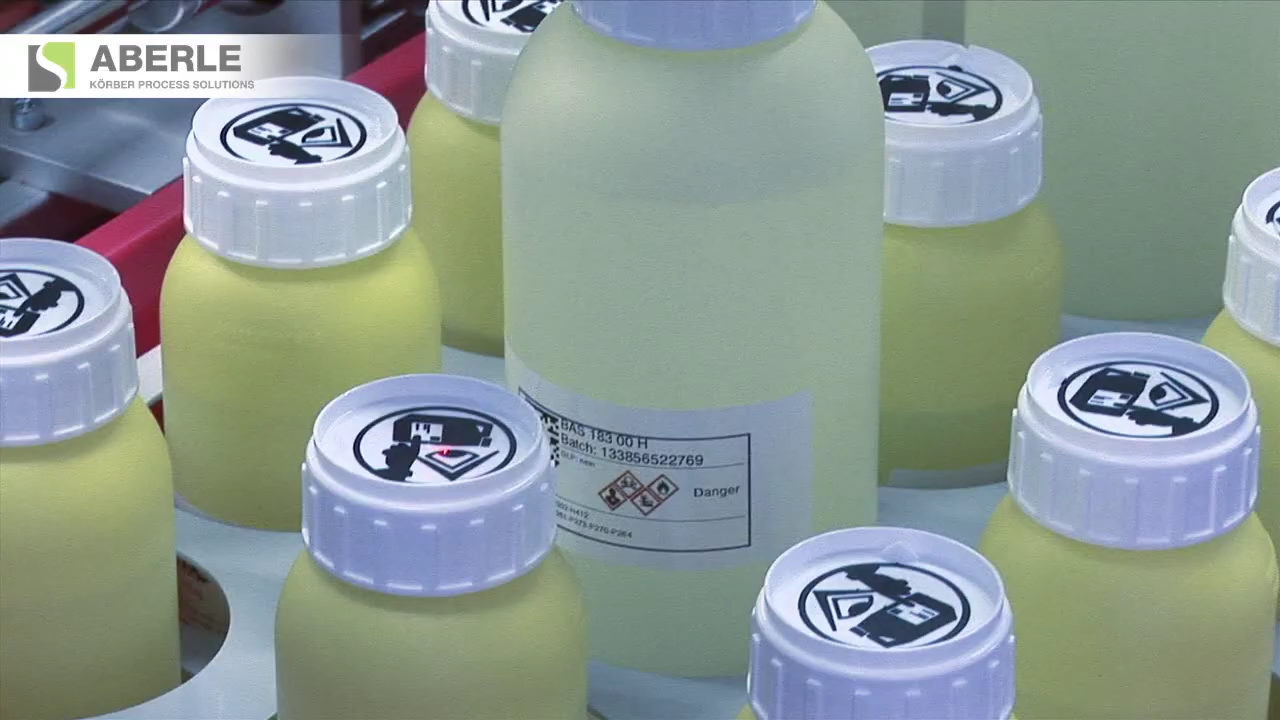 ABERLE
KÖRBER PROCESS SOLUTIONS
BAS 183 00 H
Batch: 133856522769
Danger